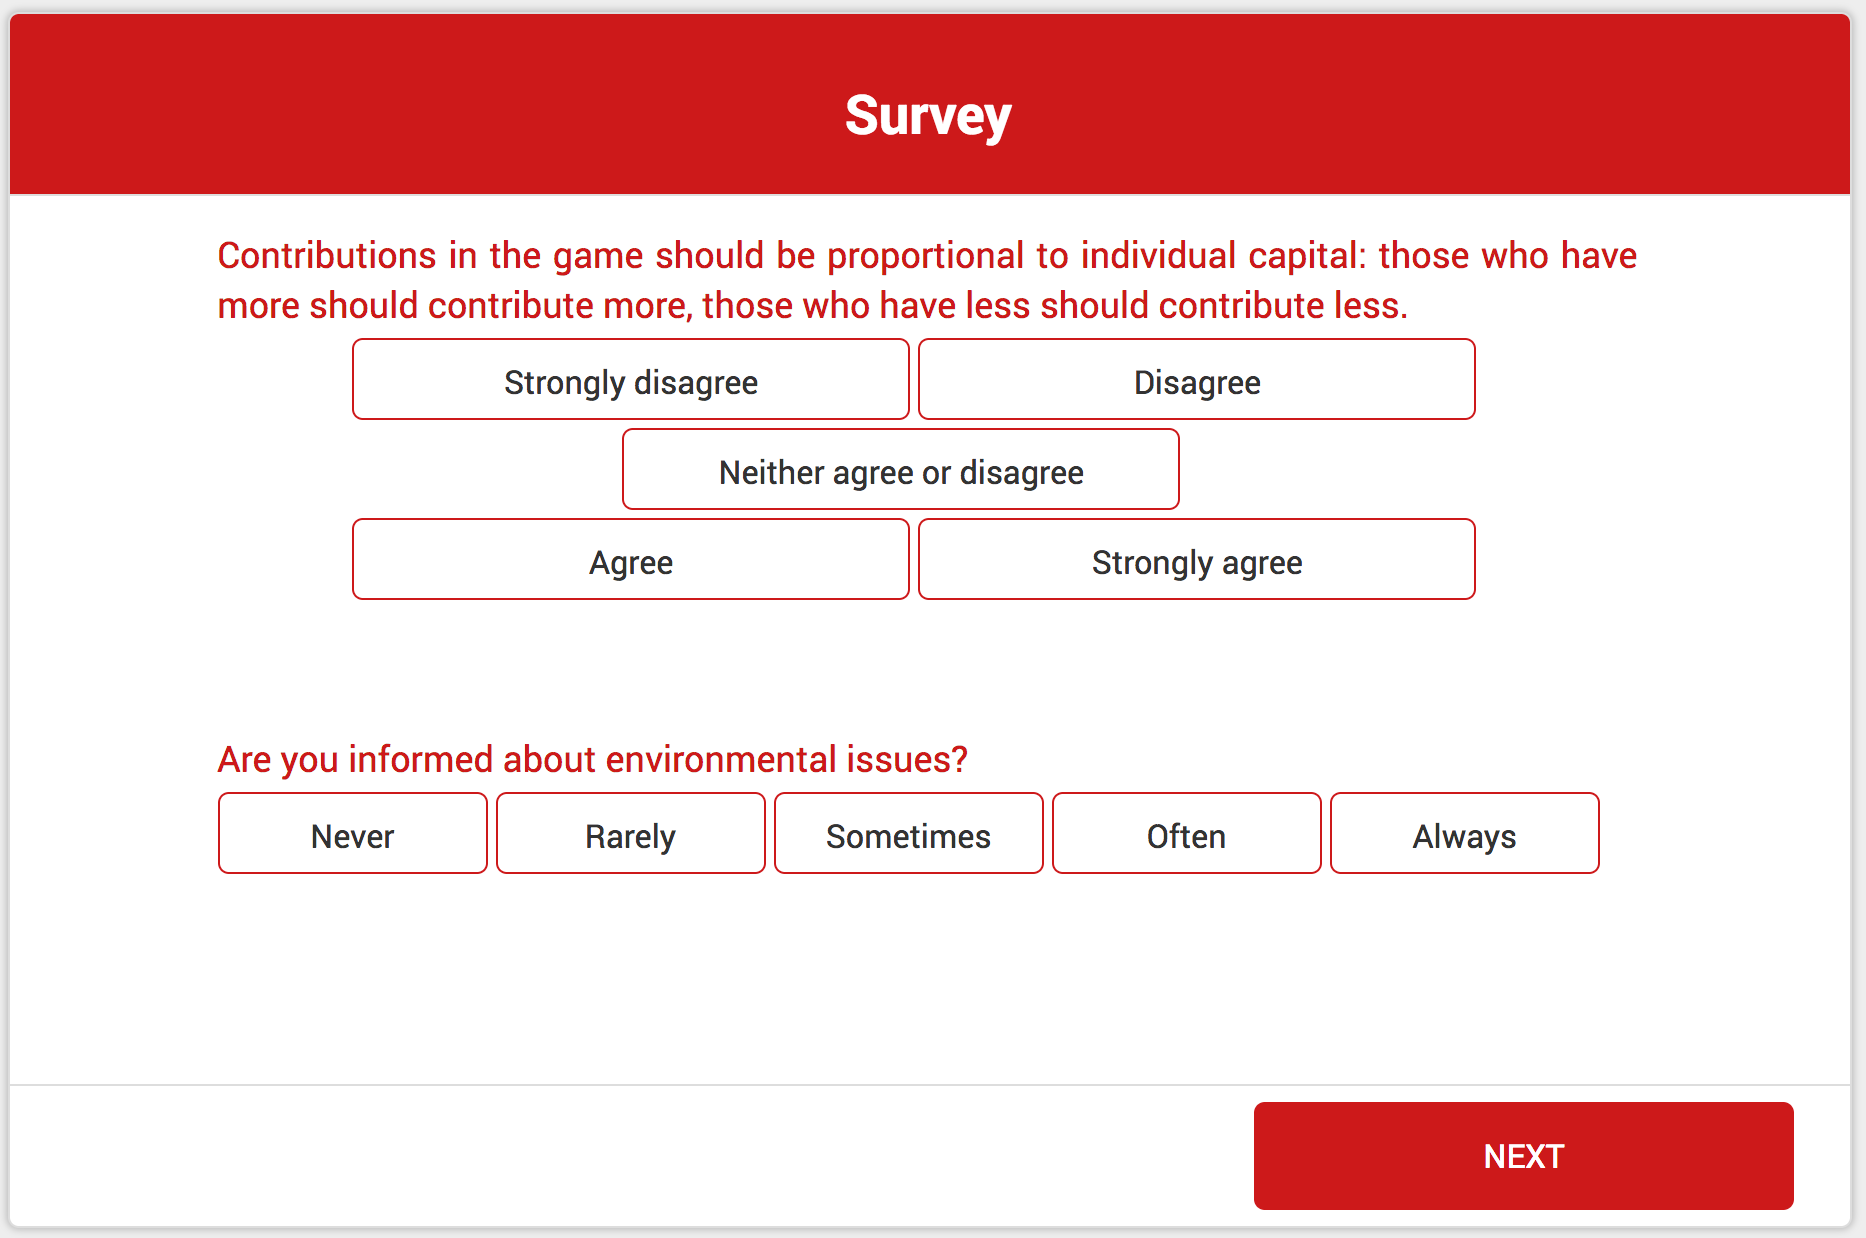 Survey
Contributions in the game should be proportional to individual capital: those who have
more should contribute more, those who have less should contribute less.
Strongly disagree
Disagree
Neither agree or disagree
Agree
Strongly agree
Are you informed about environmental issues?
Never
Rarely
Sometimes
Often
Always
NEXT